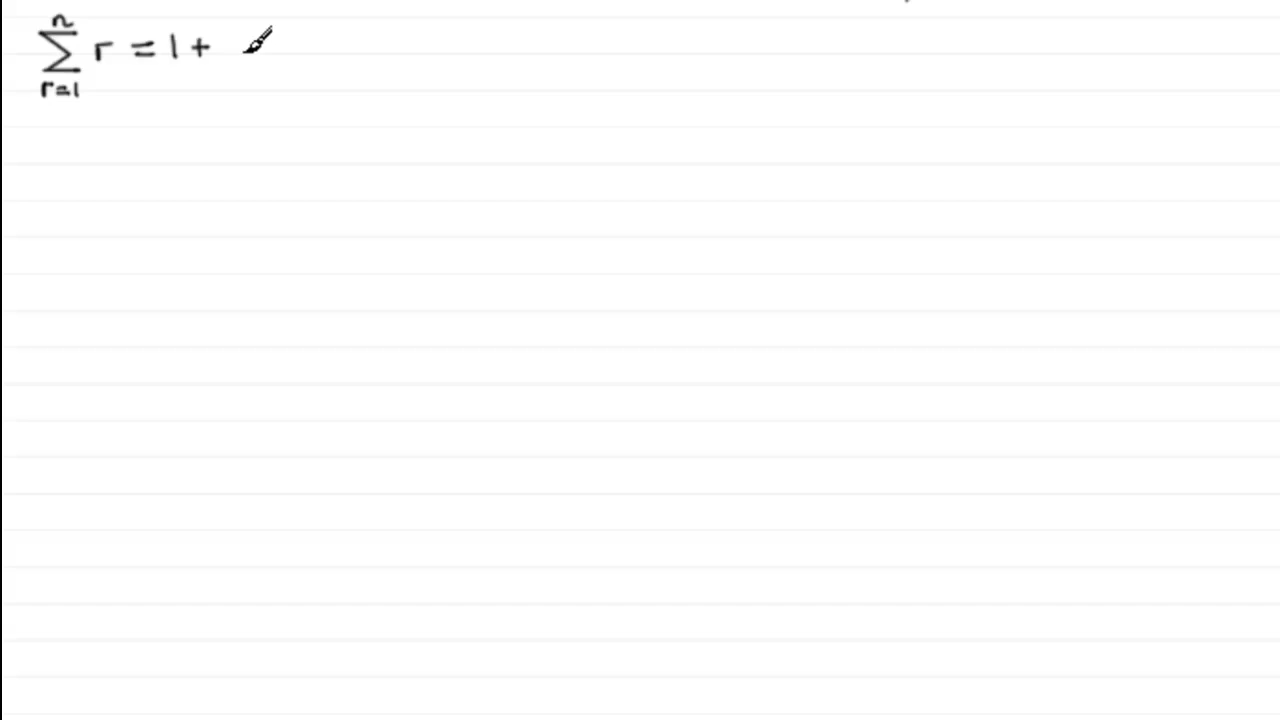 n
∑ r = 1 +
r=1